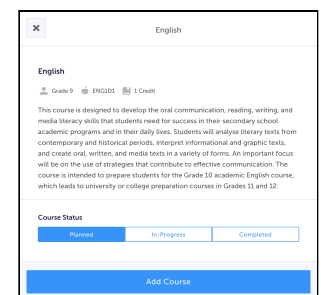 English
English
Grade 9 ENG1D1 1 Credit
This course is designed to develop the oral communication, reading, writing, and
media literacy skills that students need for success in their secondary school
academic programs and in their daily lives. Students will analyse literary texts from
contemporary and historical periods, interpret informational and graphic texts,
and create oral, written, and media texts in a variety of forms. An important focus
will be on the use of strategies that contribute to effective communication. The
course is intended to prepare students for the Grade 10 academic English course,
which leads to university or college preparation courses in Grades 11 and 12.
Course Status
Planned In-Progress Completed
Add Course